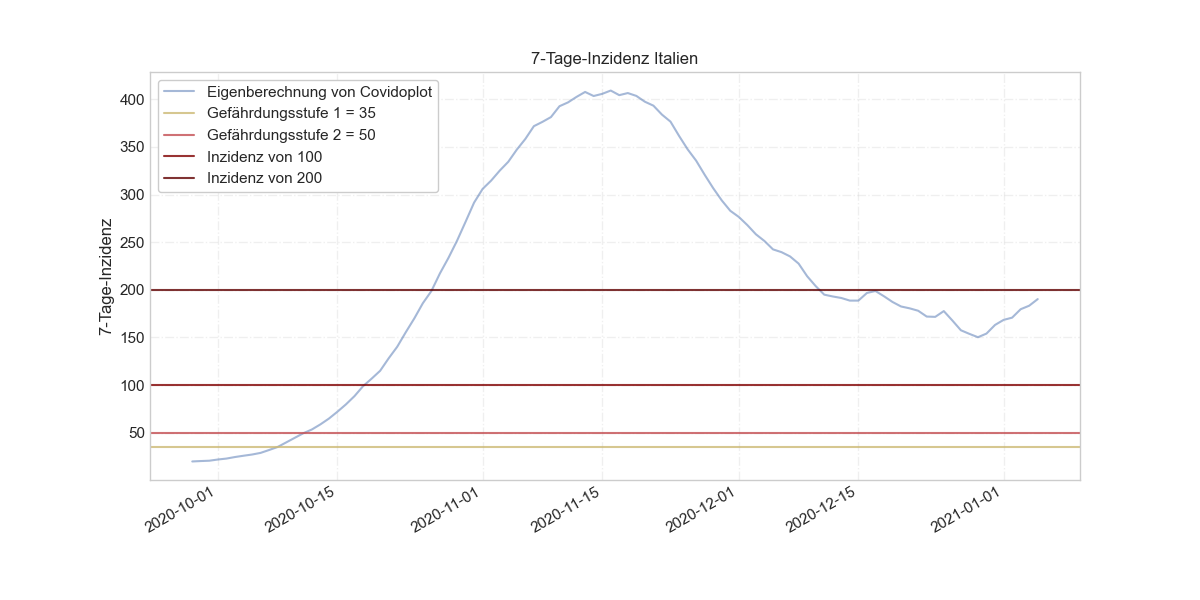 7-Tage-Inzidenz Italien
Eigenberechnung von Covidoplot
Gefährdungsstufe 1 = 35
Gefährdungsstufe 2 = 50
Inzidenz von 100
Inzidenz von 200
7-Tage-Inzidenz
400
350
300
250
200
150
100
50
2020-10-01
2020-10-15
2020-11-01
2020-11-15
2020-12-01
2020-12-15
2021-01-01